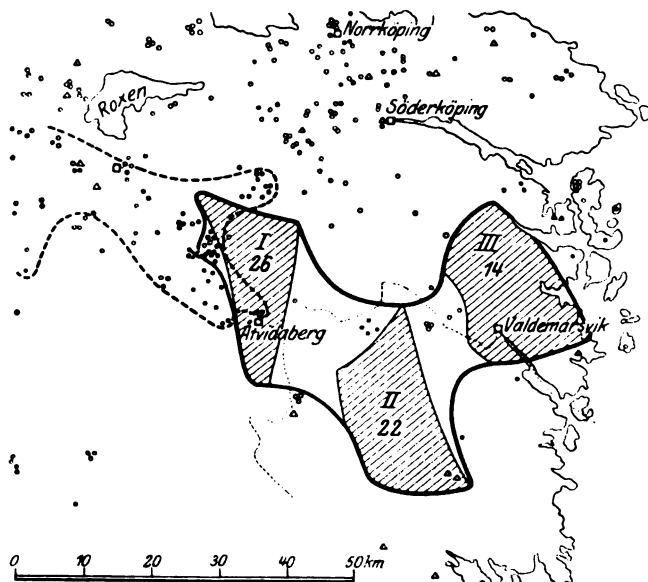 Norrköping
Roxen
Söderköping
I
26
III
14
Åtvidaberg
Valdemarsvik
II
22
0 10 20 30 40 50 km